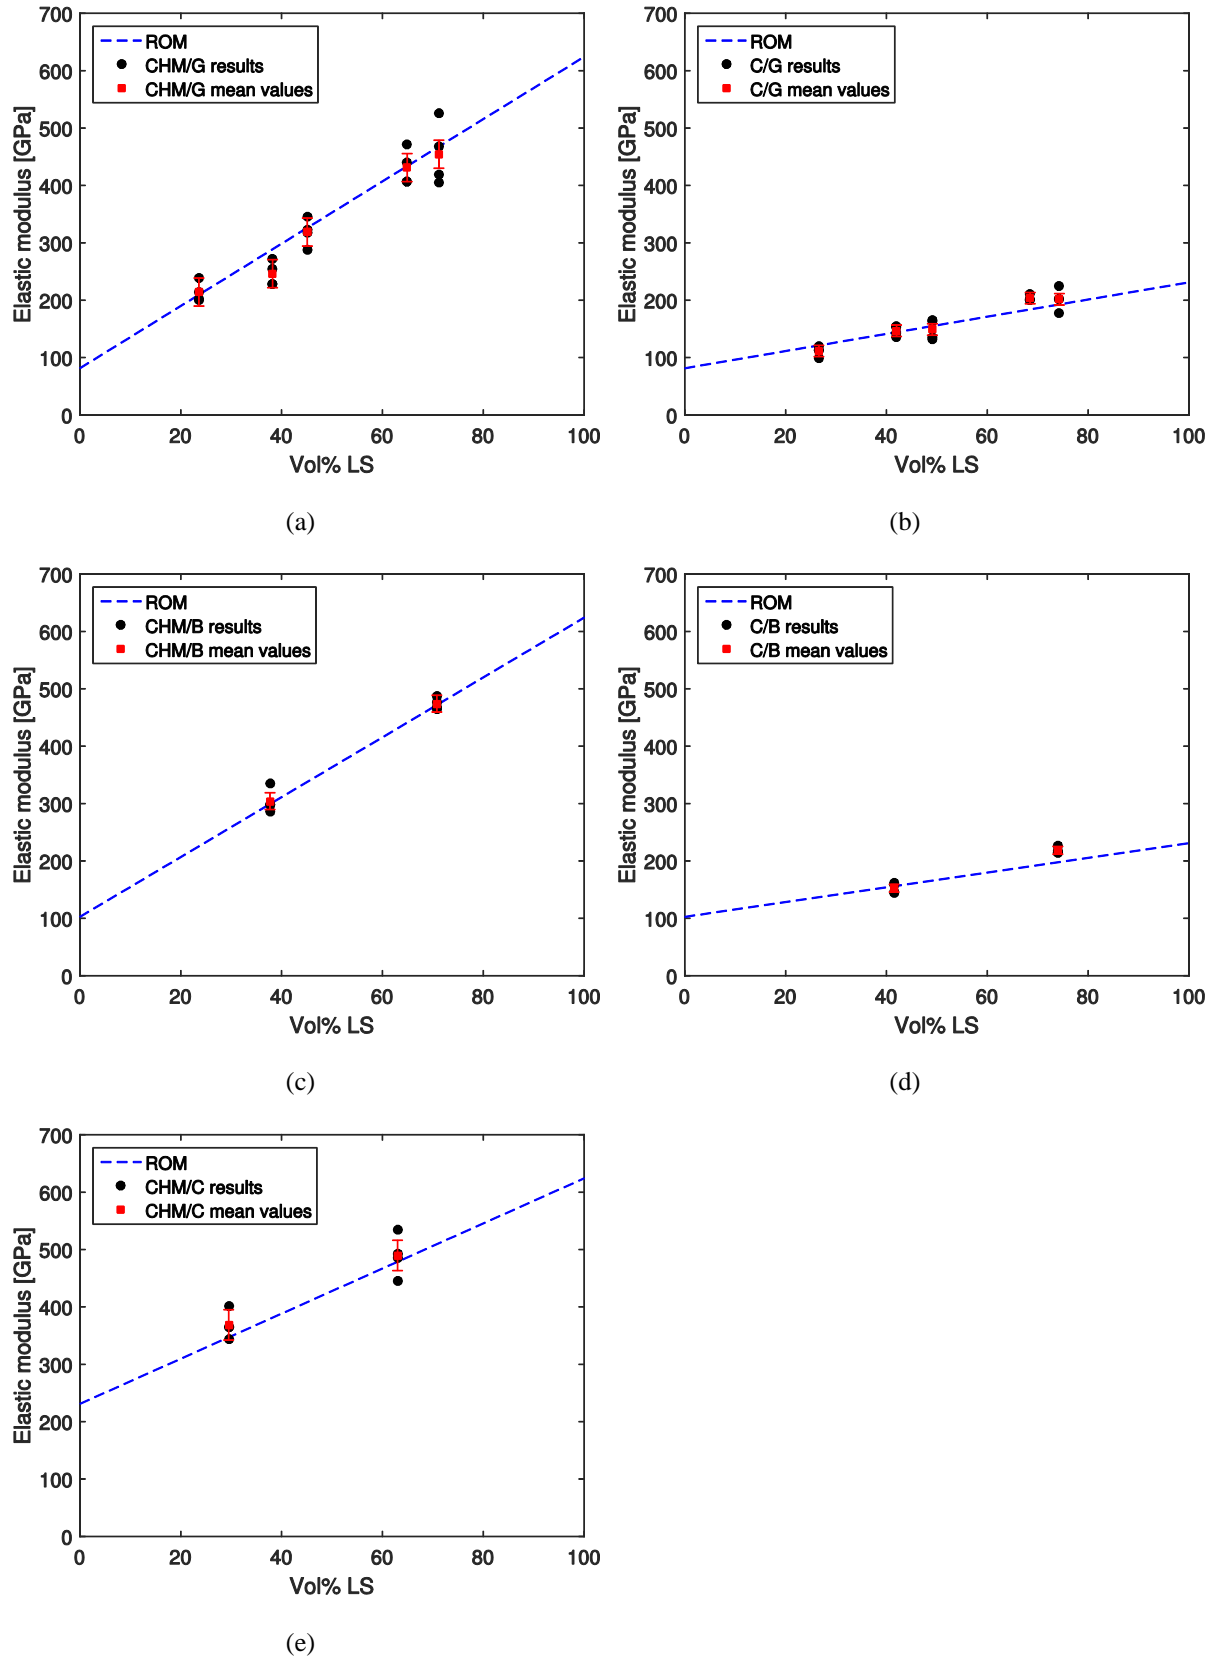 700
600
500
400
300
200
100
0
Elastic modulus [GPa]
ROM
CHM/G results
CHM/G mean values
0 20 40 60 80 100
Vol% LS
(a)
700
600
500
400
300
200
100
0
Elastic modulus [GPa]
ROM
C/G results
C/G mean values
0 20 40 60 80 100
Vol% LS
(b)
700
600
500
400
300
200
100
0
Elastic modulus [GPa]
ROM
CHM/B results
CHM/B mean values
0 20 40 60 80 100
Vol% LS
(c)
700
600
500
400
300
200
100
0
Elastic modulus [GPa]
ROM
C/B results
C/B mean values
0 20 40 60 80 100
Vol% LS
(d)
700
600
500
400
300
200
100
0
Elastic modulus [GPa]
ROM
CHM/C results
CHM/C mean values
0 20 40 60 80 100
Vol% LS
(e)